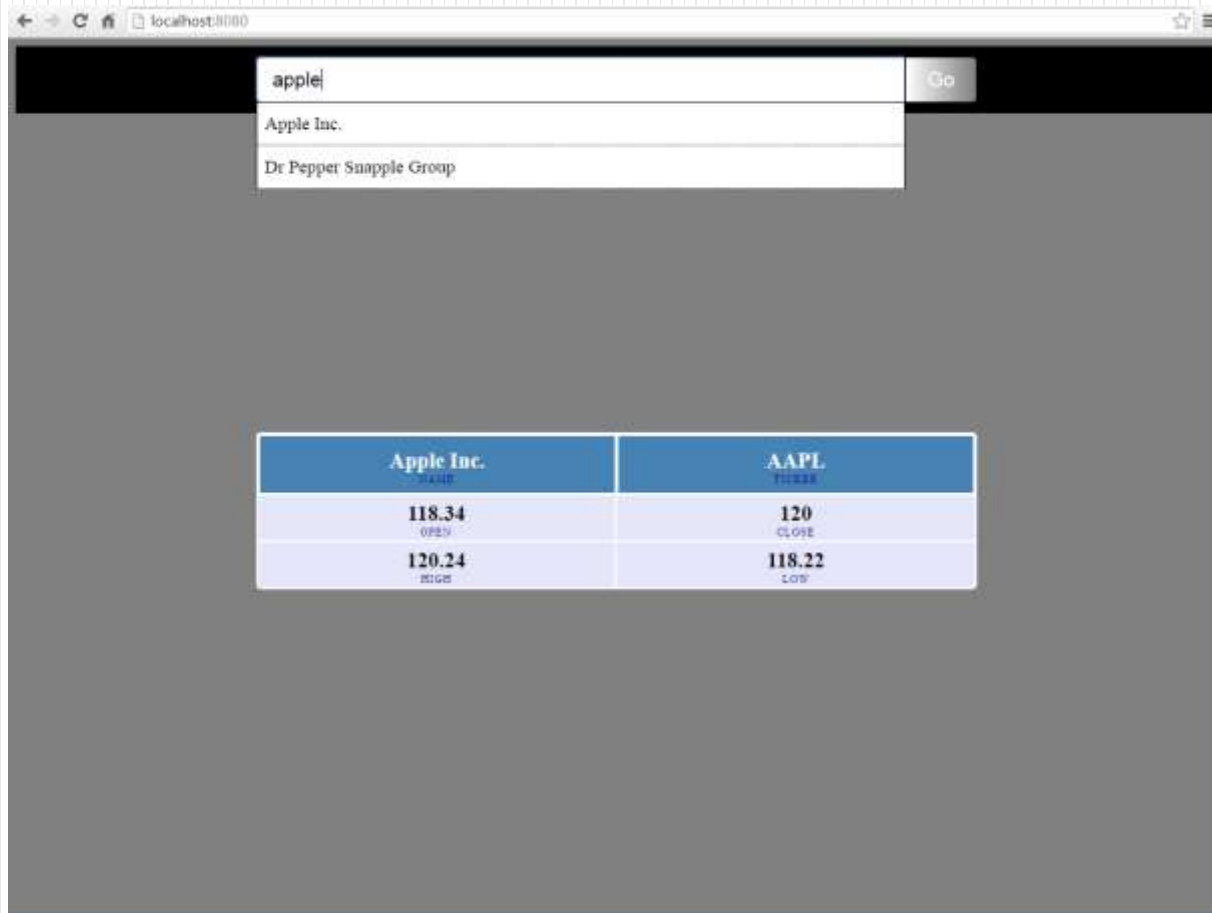 localhost:8080
apple
Go
Apple Inc.
Dr Pepper Snapple Group
Apple Inc. AAPL
NAME TICKER
118.34 120
OPEN CLOSE
120.24 118.22
HIGH LOW